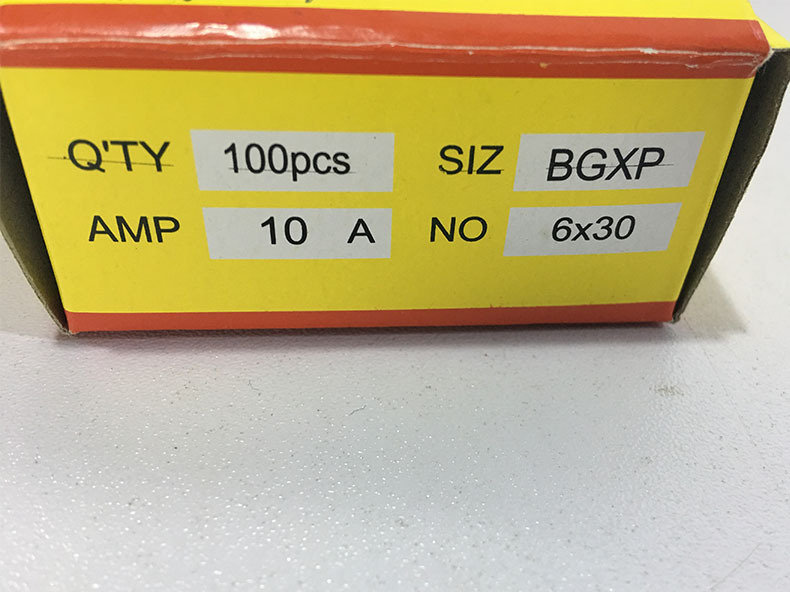 Q'TY 100pcs SIZ BGXP
AMP 10 A NO 6x30